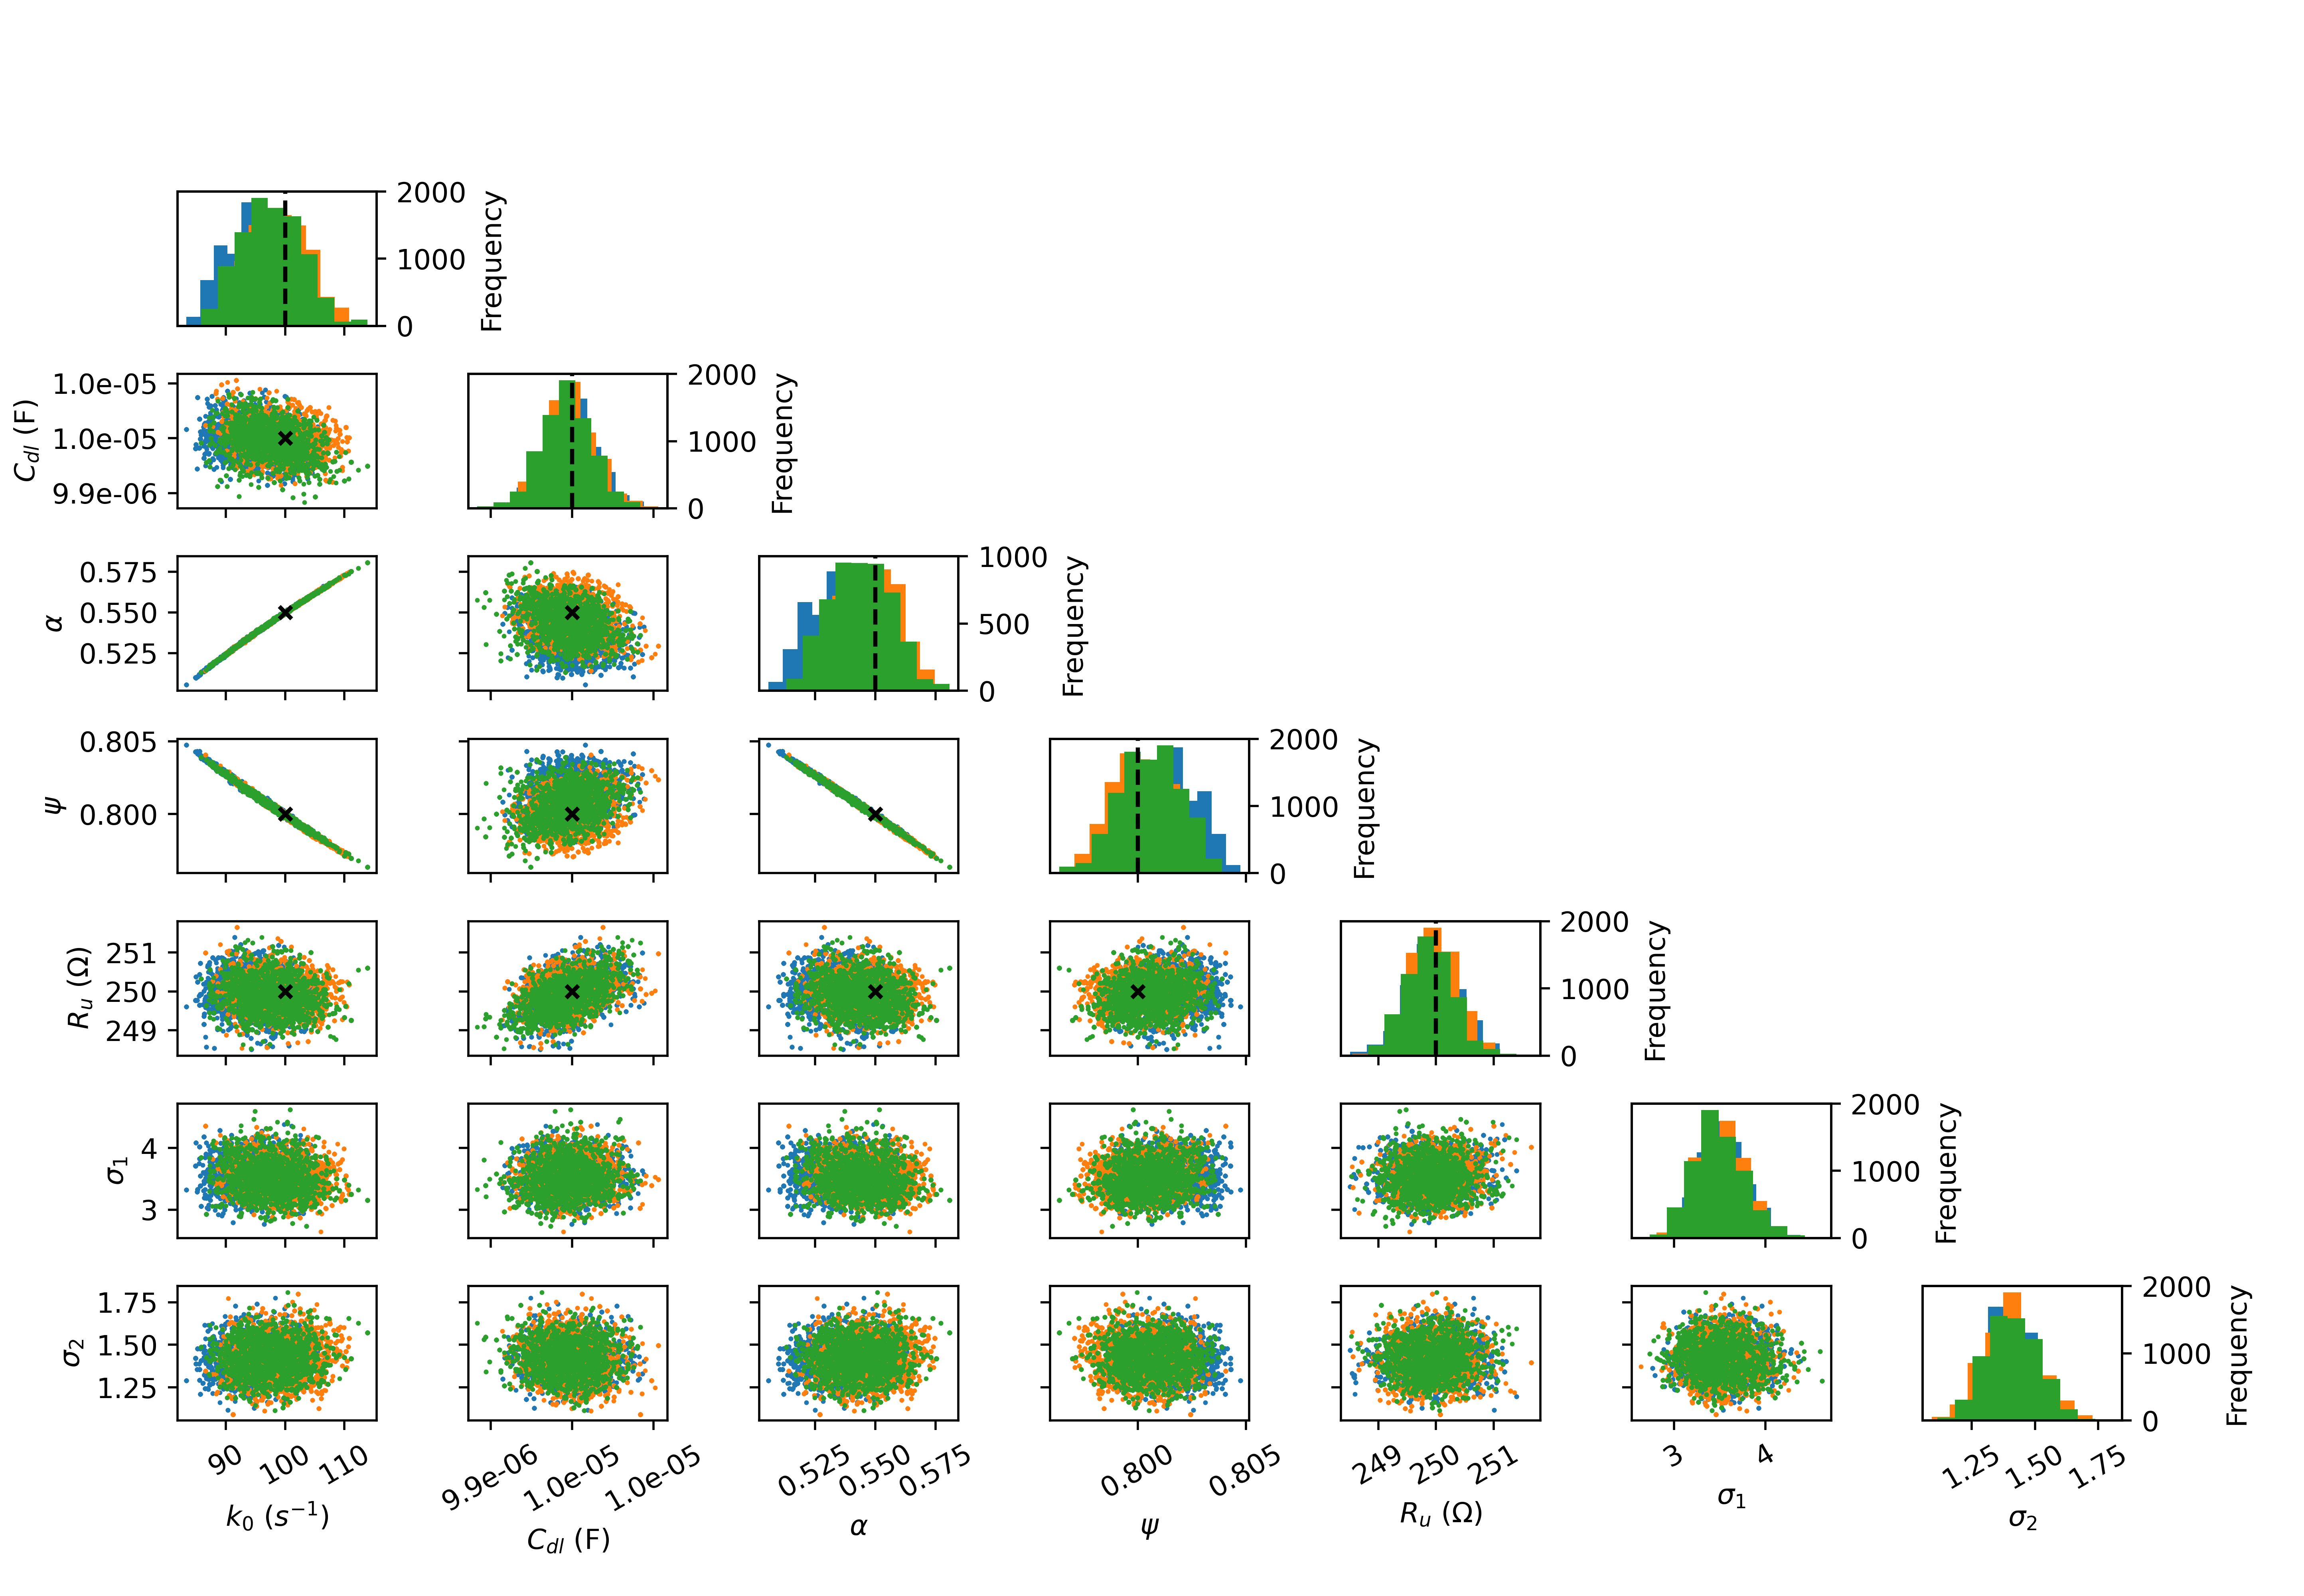 2000
1000
0
Frequency
1.0e-05
1.0e-05
9.9e-06
C_{dl} (F)
2000
1000
0
Frequency
0.575
0.550
0.525
α
1000
500
0
Frequency
0.805
0.800
ψ
2000
1000
0
Frequency
251
250
249
R_u (Ω)
2000
1000
0
Frequency
4
3
σ_1
2000
1000
0
Frequency
1.75
1.50
1.25
σ_2
2000
1000
0
Frequency
90 100 110
9.9e-06 1.0e-05 1.0e-05
0.525 0.550 0.575
0.800 0.805
249 250 251
3 4
1.25 1.50 1.75
k_0 (s^{-1})
C_{dl} (F)
α
ψ
R_u (Ω)
σ_1
σ_2